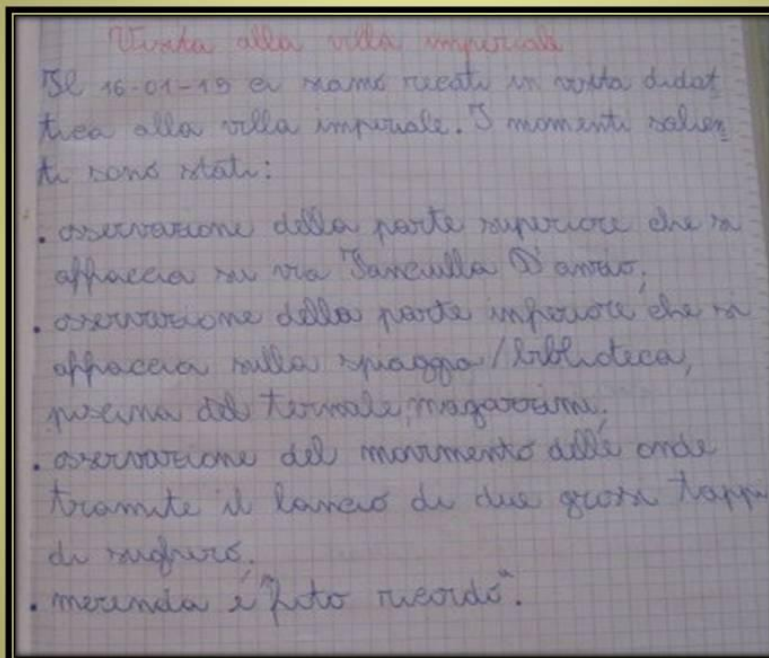 Visita alla villa imperiale
Il 16-01-19 ci siamo recati in visita didat
tica alla villa imperiale. I momenti salien
ti sono stati:
• osservazione della parte superiore che si
affaccia su via Fanciulla D'anzio,
• osservazione della parte inferiore che si
affaccia sulla spiaggia/biblioteca,
piscina del termale, magazzini.
• osservazione del movimento delle onde
tramite il lancio di due grossi tappi
di sughero.
• merenda e "foto ricordo".